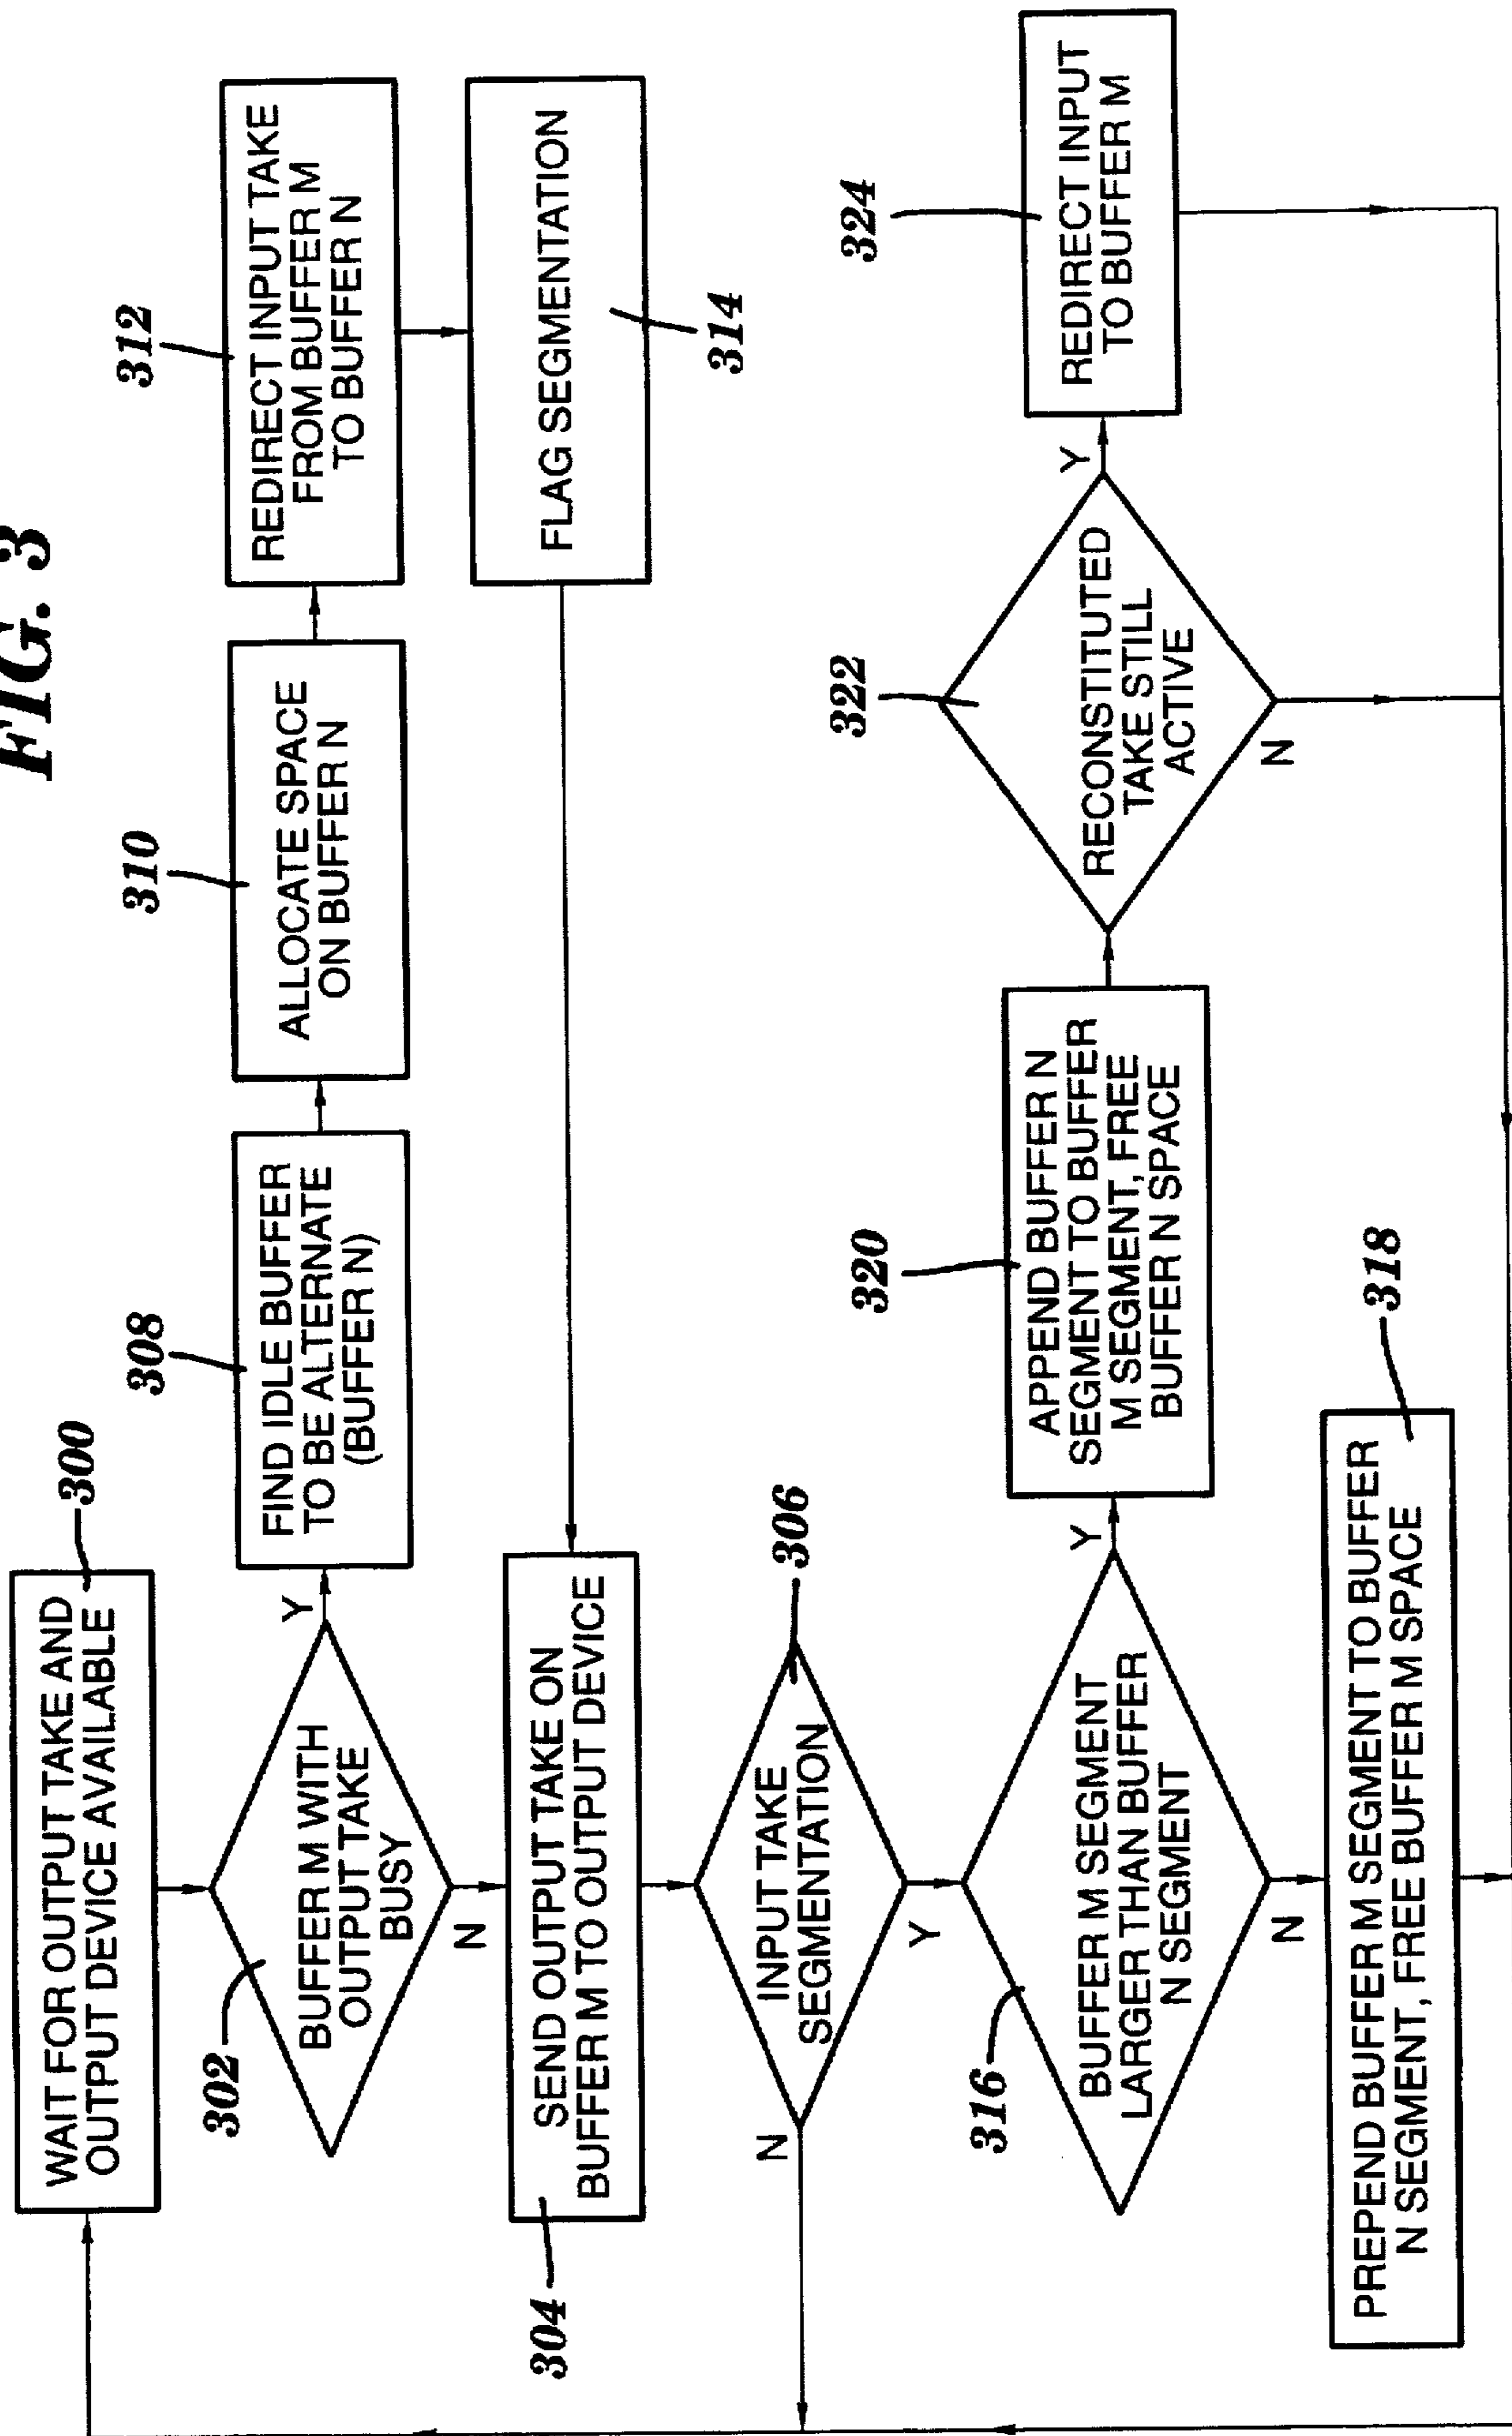 FIG. 3
300
WAIT FOR OUTPUT TAKE AND
OUTPUT DEVICE AVAILABLE
302
BUFFER M WITH
OUTPUT TAKE
BUSY
Y
N
308
FIND IDLE BUFFER
TO BE ALTERNATE
(BUFFER N)
310
ALLOCATE SPACE
ON BUFFER N
312
REDIRECT INPUT TAKE
FROM BUFFER M
TO BUFFER N
FLAG SEGMENTATION
314
304
SEND OUTPUT TAKE ON
BUFFER M TO OUTPUT DEVICE
306
INPUT TAKE
SEGMENTATION
N
Y
316
BUFFER M SEGMENT
LARGER THAN BUFFER
N SEGMENT
Y
N
320
APPEND BUFFER N
SEGMENT TO BUFFER
M SEGMENT, FREE
BUFFER N SPACE
322
RECONSTITUTED
TAKE STILL
ACTIVE
Y
N
324
REDIRECT INPUT
TO BUFFER M
318
PREPEND BUFFER M SEGMENT TO BUFFER
N SEGMENT, FREE BUFFER M SPACE